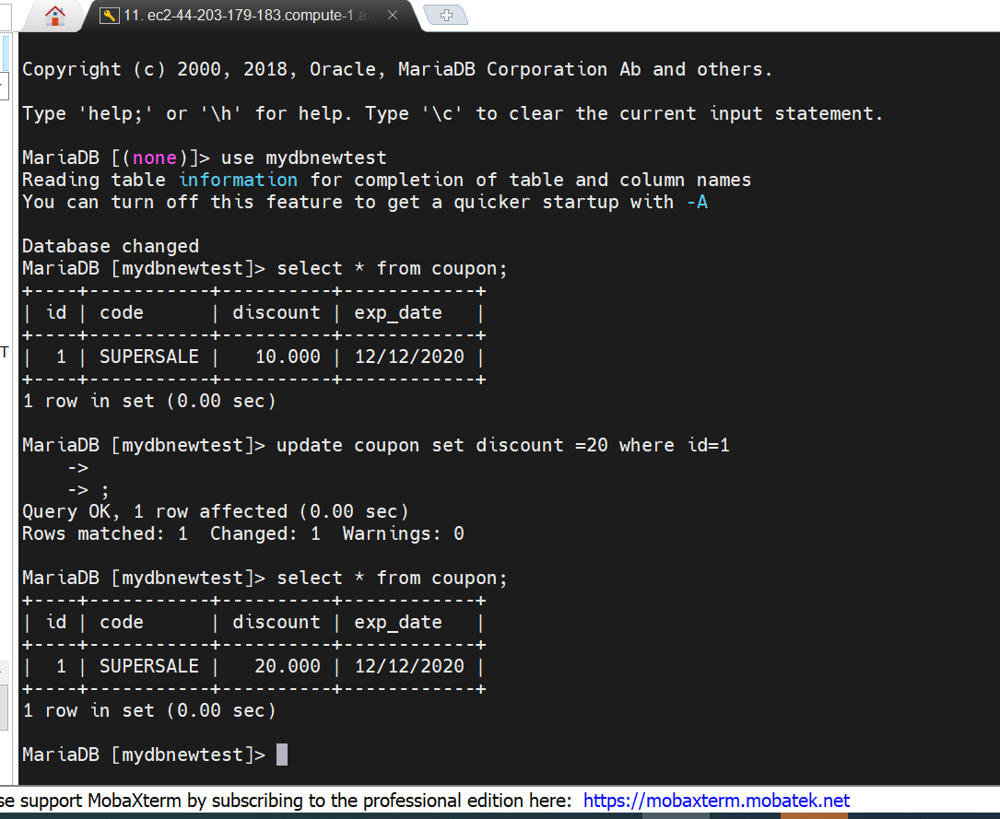 11. ec2-44-203-179-183.compute-1.a
Copyright (c) 2000, 2018, Oracle, MariaDB Corporation Ab and others.
Type 'help;' or '\h' for help. Type '\c' to clear the current input statement.
MariaDB [(none)]> use mydbnewtest
Reading table information for completion of table and column names
You can turn off this feature to get a quicker startup with -A
Database changed
MariaDB [mydbnewtest]> select * from coupon;
+----+-----------+----------+------------+
| id | code      | discount | exp_date   |
+----+-----------+----------+------------+
|  1 | SUPERSALE |   10.000 | 12/12/2020 |
+----+-----------+----------+------------+
1 row in set (0.00 sec)
MariaDB [mydbnewtest]> update coupon set discount =20 where id=1
    ->
    -> ;
Query OK, 1 row affected (0.00 sec)
Rows matched: 1  Changed: 1  Warnings: 0
MariaDB [mydbnewtest]> select * from coupon;
+----+-----------+----------+------------+
| id | code      | discount | exp_date   |
+----+-----------+----------+------------+
|  1 | SUPERSALE |   20.000 | 12/12/2020 |
+----+-----------+----------+------------+
1 row in set (0.00 sec)
MariaDB [mydbnewtest]>
T
se support MobaXterm by subscribing to the professional edition here:  https://mobaxterm.mobatek.net